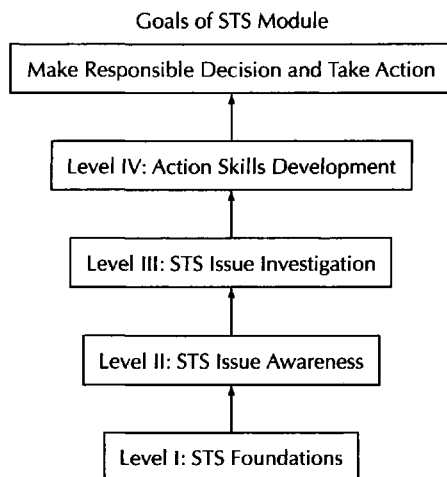 Goals of STS Module
Make Responsible Decision and Take Action
Level IV: Action Skills Development
Level III: STS Issue Investigation
Level II: STS Issue Awareness
Level I: STS Foundations